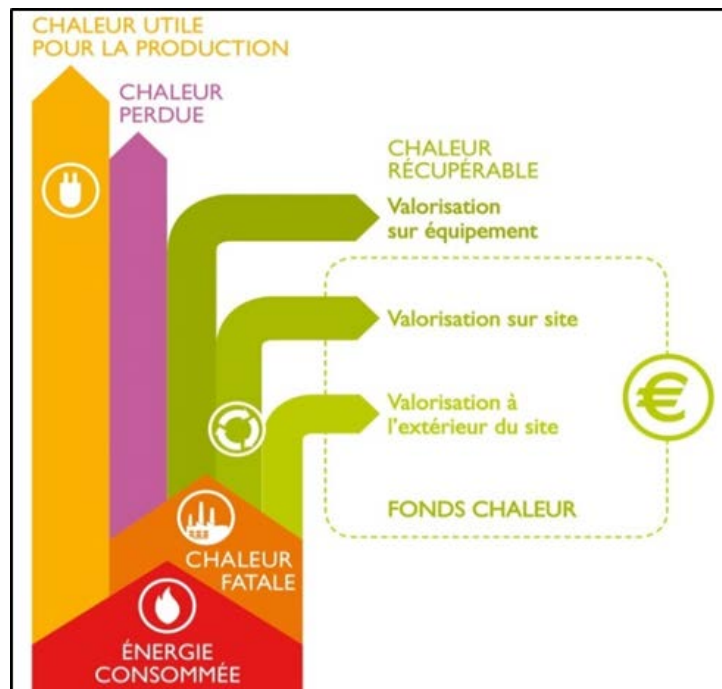 CHALEUR UTILE
POUR LA PRODUCTION
CHALEUR
PERDUE
CHALEUR
RÉCUPÉRABLE
Valorisation
sur équipement
Valorisation sur site
Valorisation à
l'extérieur du site
€
FONDS CHALEUR
CHALEUR
FATALE
ÉNERGIE
CONSOMMÉE